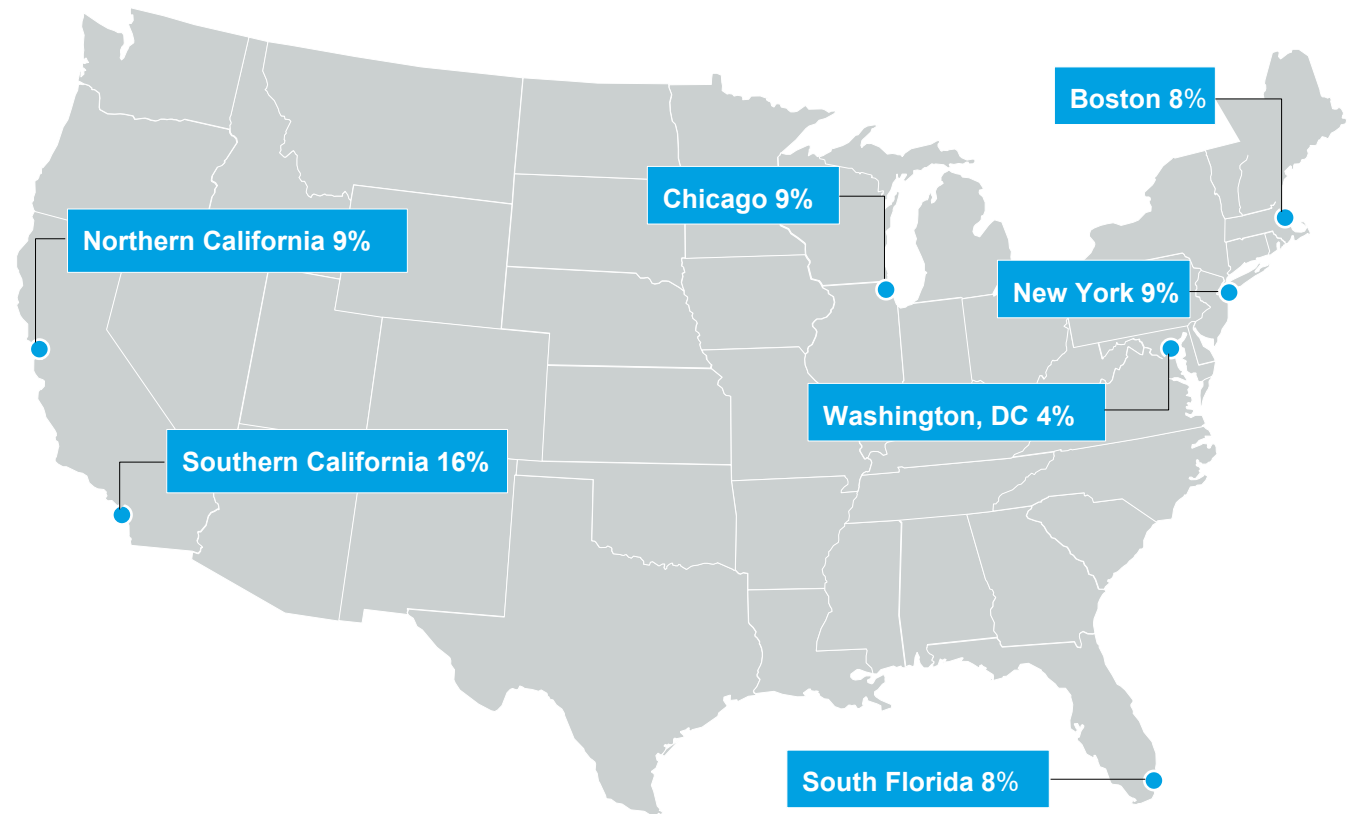 Boston 8%
Chicago 9%
Northern California 9%
New York 9%
Washington, DC 4%
Southern California 16%
South Florida 8%